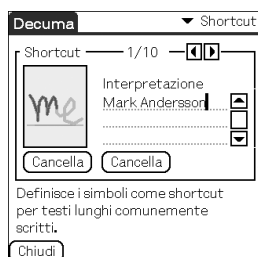 Decuma
Shortcut
Shortcut
1/10
me
Interpretazione
Mark Andersson
Cancella
Cancella
Definisce i simboli come shortcut
per testi lunghi comunemente
scritti.
Chiudi